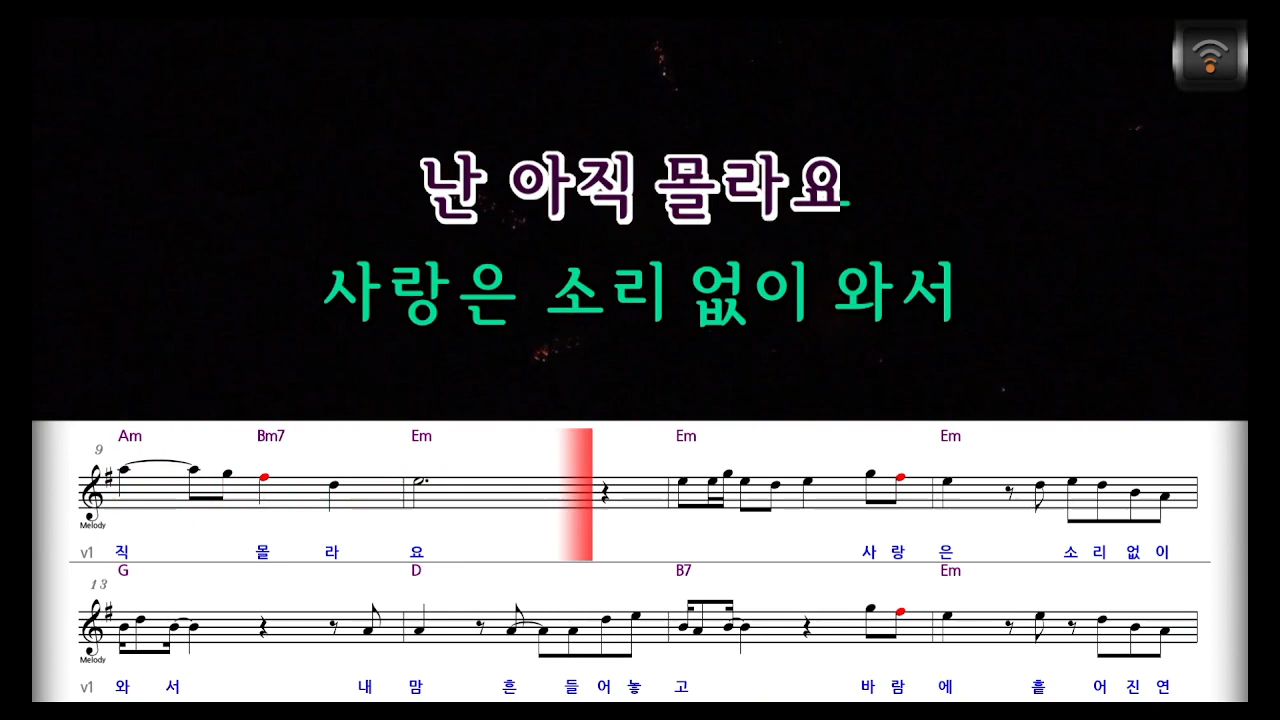 난 아직 몰라요
사랑은 소리 없이 와서
Am Bm7 Em Em Em
9
Melody
v1 직 몰 라 요 사 랑 은 소 리 없 이
G D B7 Em
13
Melody
v1 와 서 내 맘 흔 들 어 놓 고 바 람 에 흩 어 진 연